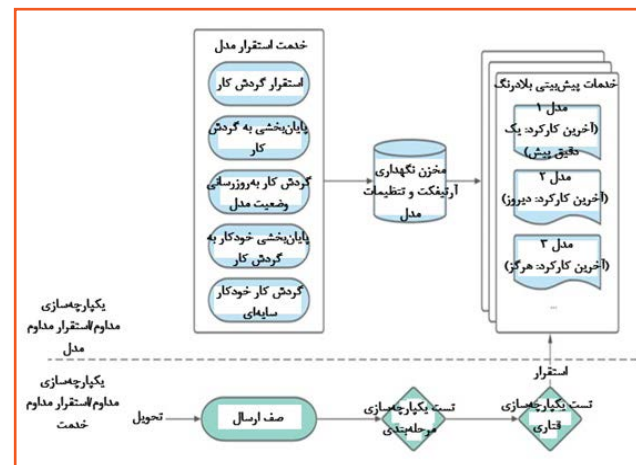 خدمت استقرار مدل
استقرار گردش کار
پایان‌بخشی به گردش
کار
گردش کار به‌روزرسانی
وضعیت مدل
پایان‌بخشی خودکار به
گردش کار
گردش کار خودکار
سایه‌ای
مخزن نگهداری
آرتیفکت و تنظیمات
مدل
خدمات پیش‌بینی بلادرنگ
مدل ۱
(آخرین کارکرد: یک
دقیق پیش)
مدل ۲
(آخرین کارکرد: دیروز)
مدل ۳
(آخرین کارکرد: هرگز)
...
یکپارچه‌سازی
مداوم/استقرار مداوم
مدل
یکپارچه‌سازی
مداوم/استقرار مداوم
خدمت
تحویل
صف ارسال
تست یکپارچه‌سازی
مرحله‌بندی
تست یکپارچه‌سازی
قناری
استقرار